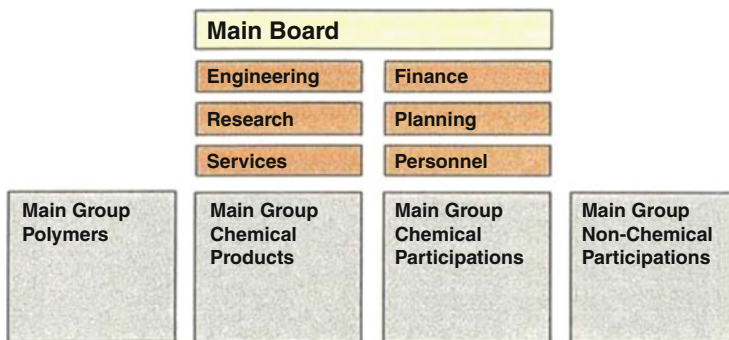 Main Board
Engineering
Finance
Research
Planning
Services
Personnel
Main Group
Polymers
Main Group
Chemical
Products
Main Group
Chemical
Participations
Main Group
Non-Chemical
Participations